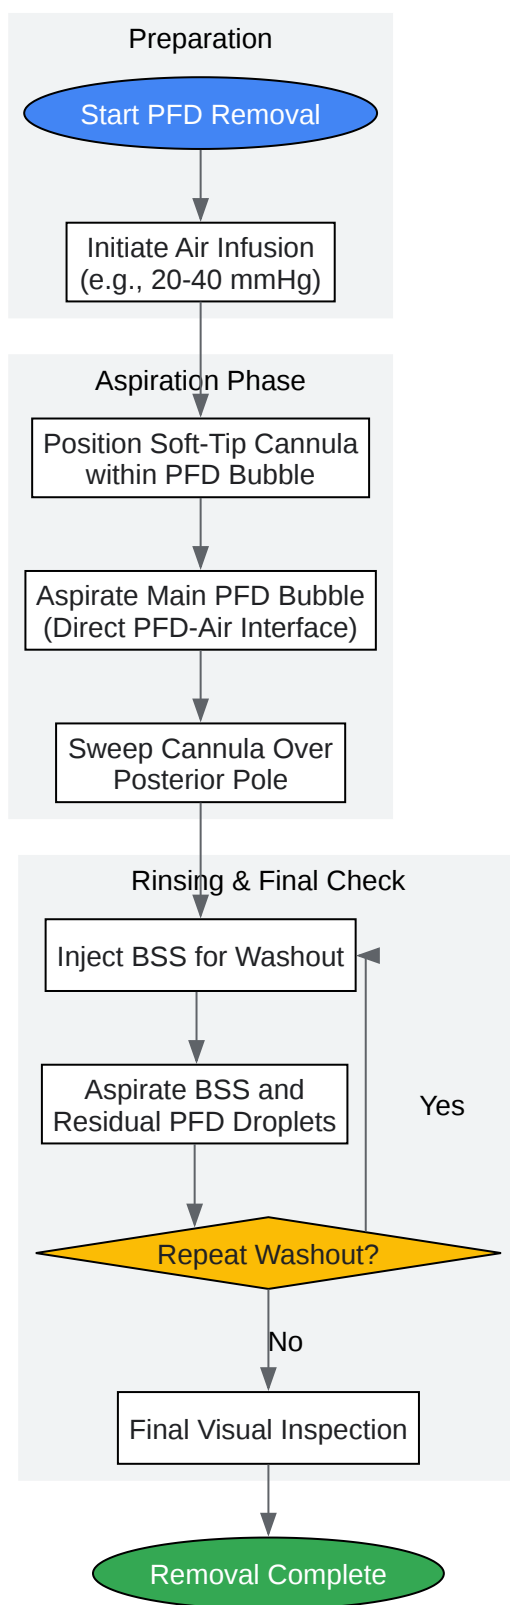 Preparation
Start PFD Removal
Initiate Air Infusion
(e.g., 20-40 mmHg)
Aspiration Phase
Position Soft-Tip Cannula
within PFD Bubble
Aspirate Main PFD Bubble
(Direct PFD-Air Interface)
Sweep Cannula Over
Posterior Pole
Rinsing & Final Check
Inject BSS for Washout
Aspirate BSS and
Residual PFD Droplets
Yes
Repeat Washout?
No
Final Visual Inspection
Removal Complete